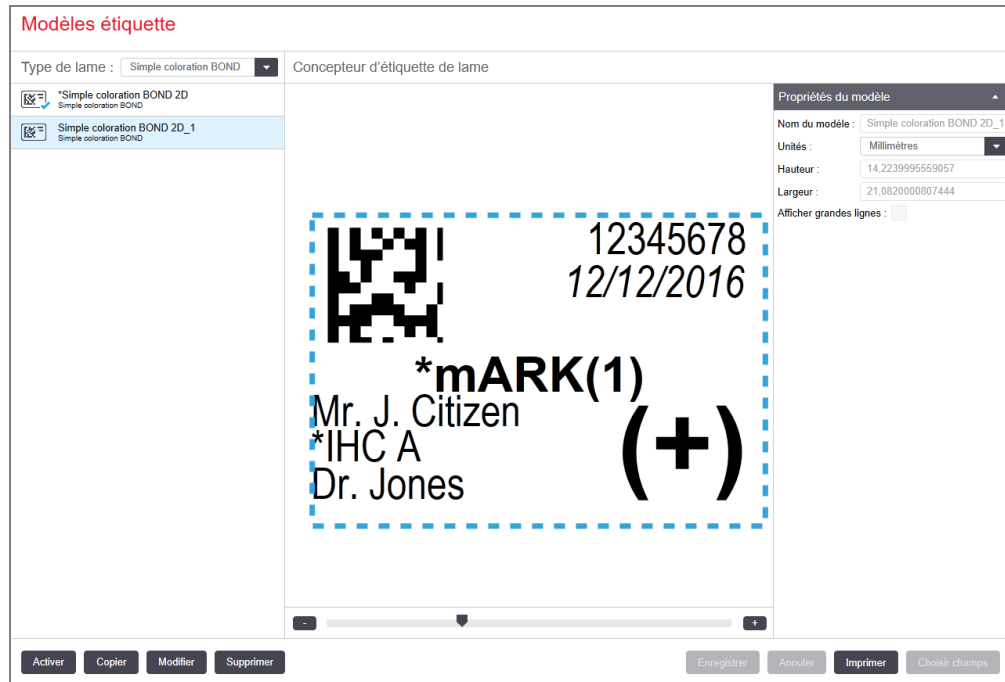 Modèles étiquette
Type de lame : Simple coloration BOND
Concepteur d'étiquette de lame
*Simple coloration BOND 2D
Simple coloration BOND
Simple coloration BOND 2D_1
Simple coloration BOND
Propriétés du modèle
Nom du modèle : Simple coloration BOND 2D_1
Unités : Millimètres
Hauteur : 14,2239995559057
Largeur : 21,0820000807444
Afficher grandes lignes :
12345678
12/12/2016
*mARK(1)
Mr. J. Citizen
*IHC A
Dr. Jones
(+)
- +
Activer Copier Modifier Supprimer Enregistrer Annuler Imprimer Choisir champs